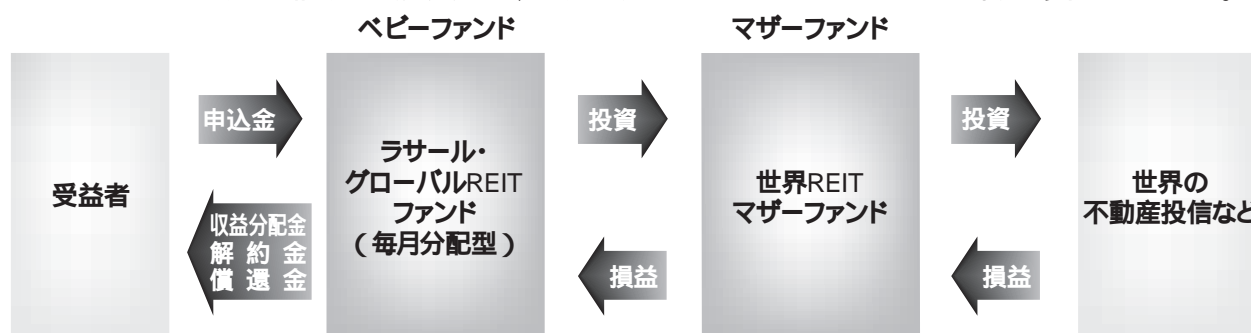 ベビーファンド
マザーファンド
受益者
申込金
収益分配金
解約金
償還金
ラサール・
グローバルREIT
ファンド
(毎月分配型)
投資
損益
世界REIT
マザーファンド
投資
損益
世界の
不動産投信など